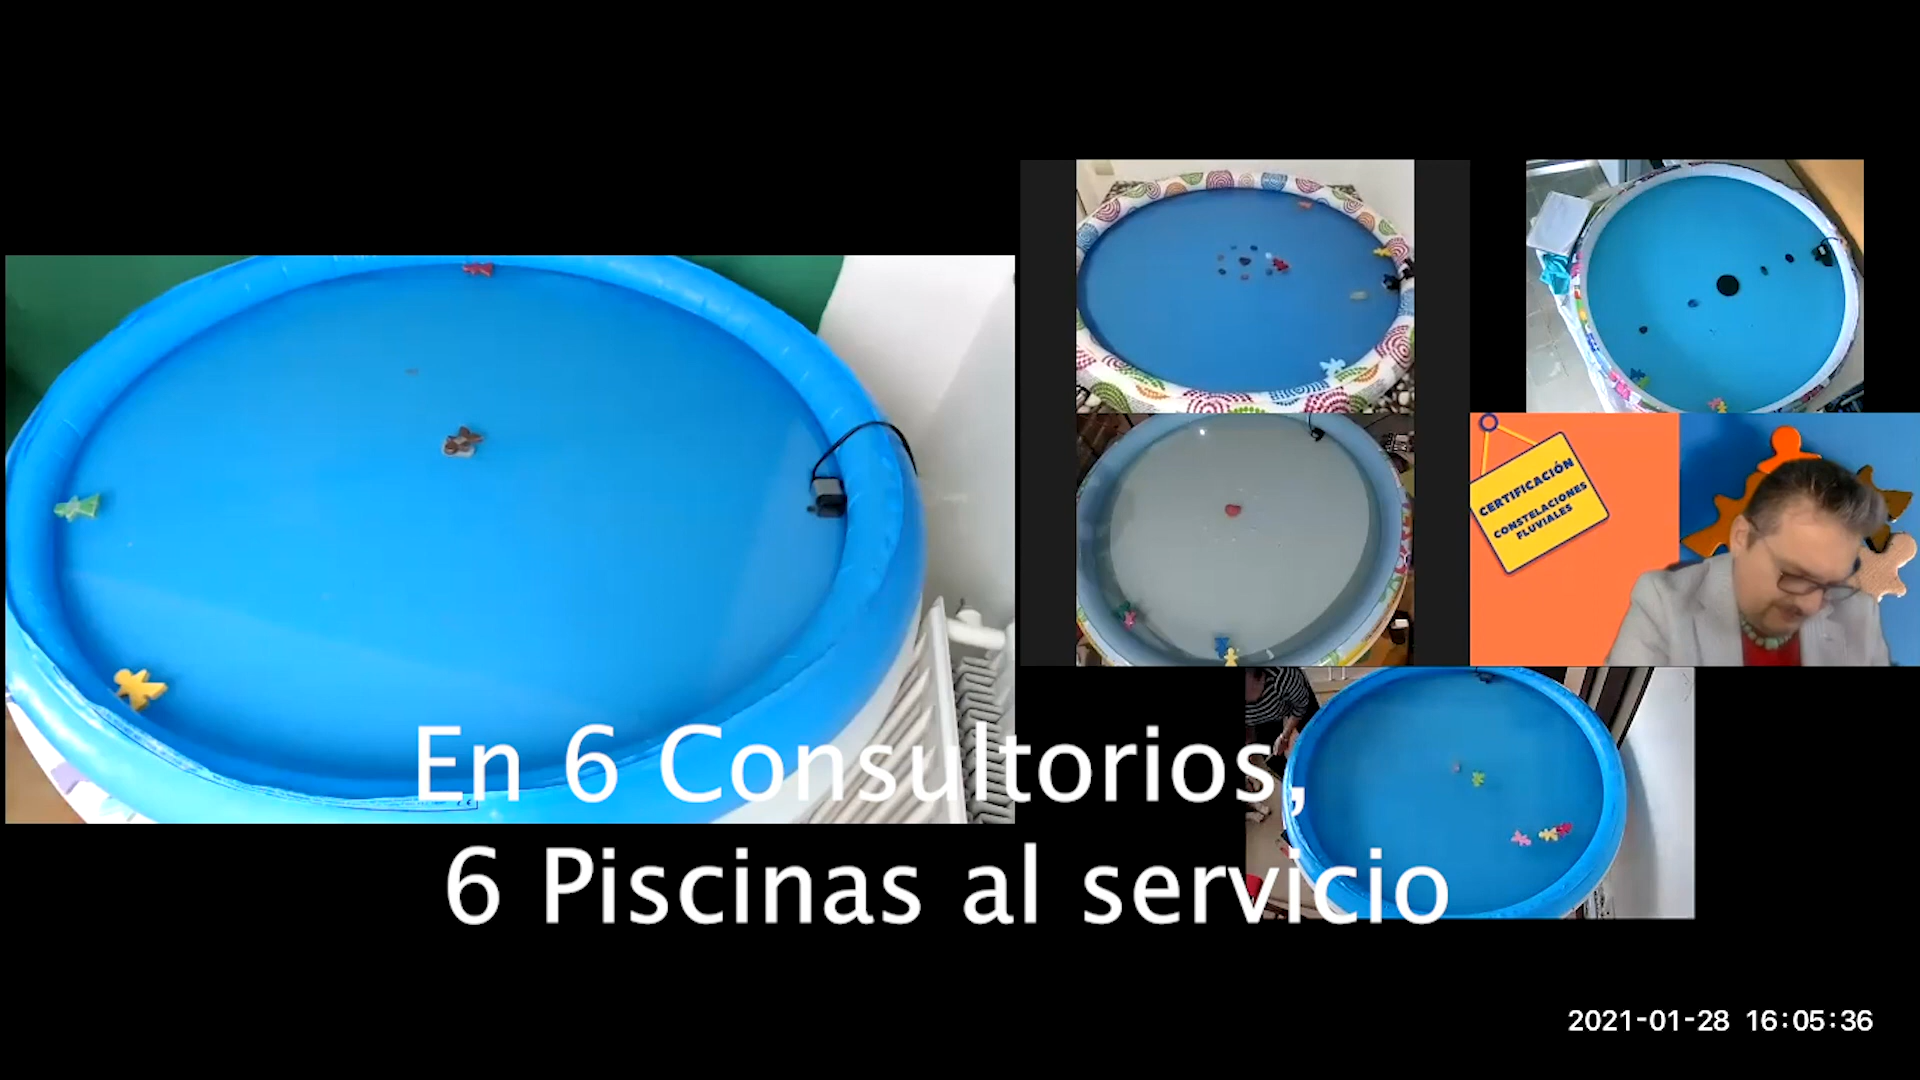 CERTIFICACIÓN
CONSTELACIONES
FLUVIALES
En 6 Consultorios,
6 Piscinas al servicio
2021-01-28 16:05:36